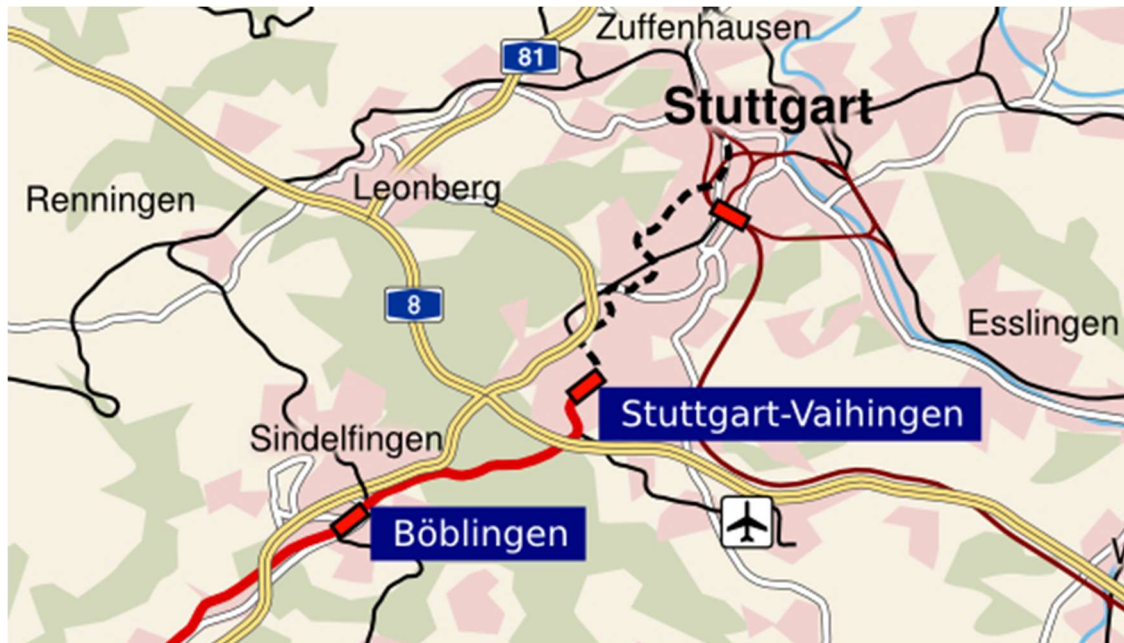 Zuffenhausen
81
Stuttgart
Renningen
Leonberg
8
Esslingen
Stuttgart-Vaihingen
Sindelfingen
Böblingen